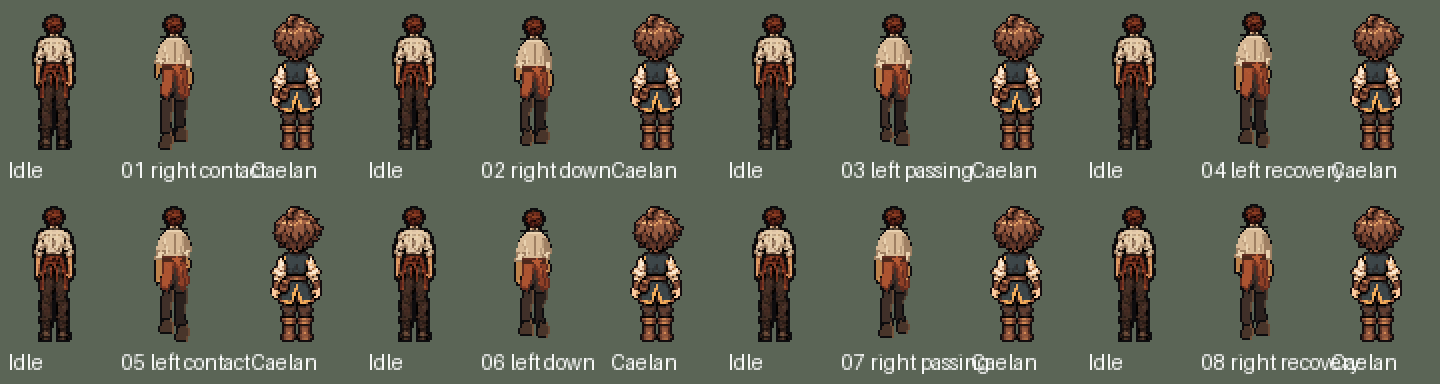 Idle 01 right contact Caelan Idle 02 right down Caelan Idle 03 left passing Caelan Idle 04 left recovery Caelan
Idle 05 left contact Caelan Idle 06 left down Caelan Idle 07 right passing Caelan Idle 08 right recovery Caelan